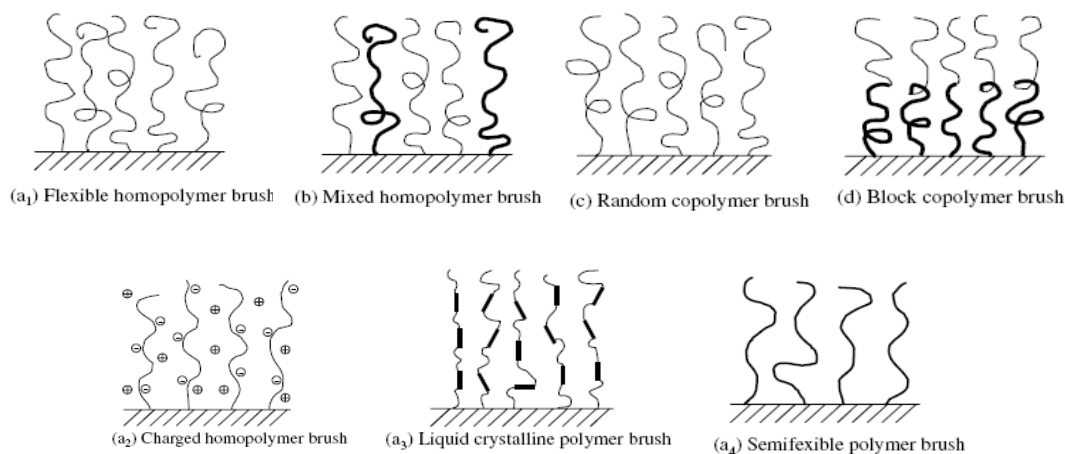 (a1) Flexible homopolymer brush
(b) Mixed homopolymer brush
(c) Random copolymer brush
(d) Block copolymer brush
(a2) Charged homopolymer brush
(a3) Liquid crystalline polymer brush
(a4) Semifexible polymer brush